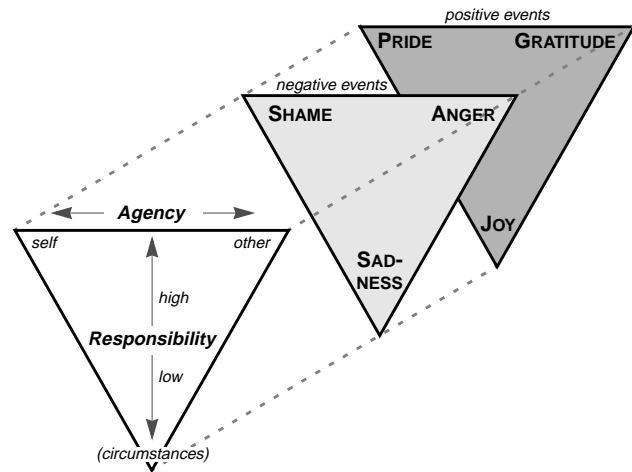 positive events
PRIDE GRATITUDE
negative events
SHAME ANGER
Agency
self other
JOY
SAD-
NESS
high
Responsibility
low
(circumstances)